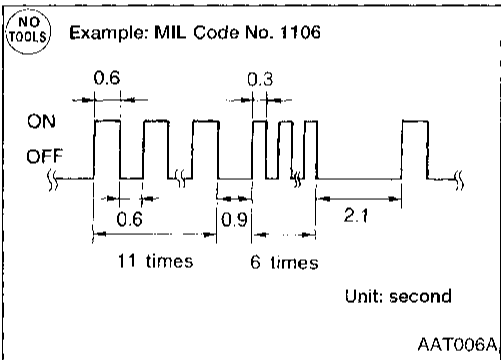 NO
TOOLS
Example: MIL Code No. 1106
0.6
0.3
ON
OFF
0.6
0.9
2.1
11 times
6 times
Unit: second
AAT006A